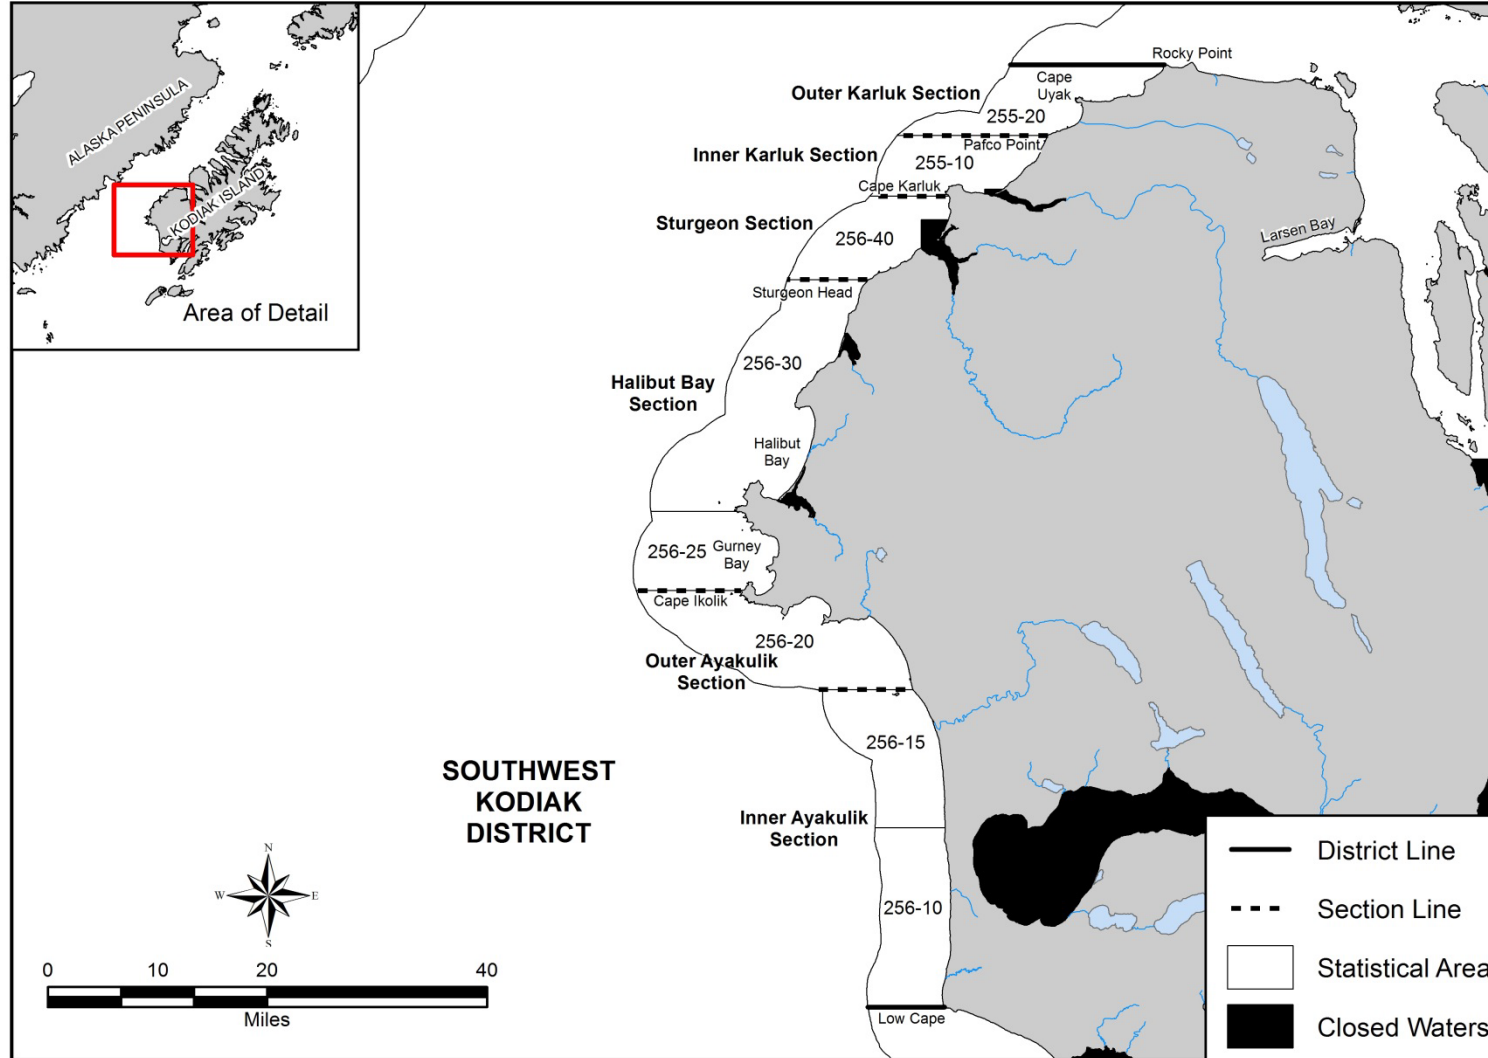 ALASKA PENINSULA
KODIAK ISLAND
Area of Detail
Rocky Point
Cape
Uyak
Outer Karluk Section
255-20
Pafco Point
Inner Karluk Section
255-10
Cape Karluk
Sturgeon Section
256-40
Larsen Bay
Sturgeon Head
256-30
Halibut Bay
Section
Halibut
Bay
256-25
Gurney
Bay
Cape Ikolik
256-20
Outer Ayakulik
Section
256-15
SOUTHWEST
KODIAK
DISTRICT
Inner Ayakulik
Section
256-10
Low Cape
N
W
E
S
0 10 20 40
Miles
District Line
Section Line
Statistical Area
Closed Waters